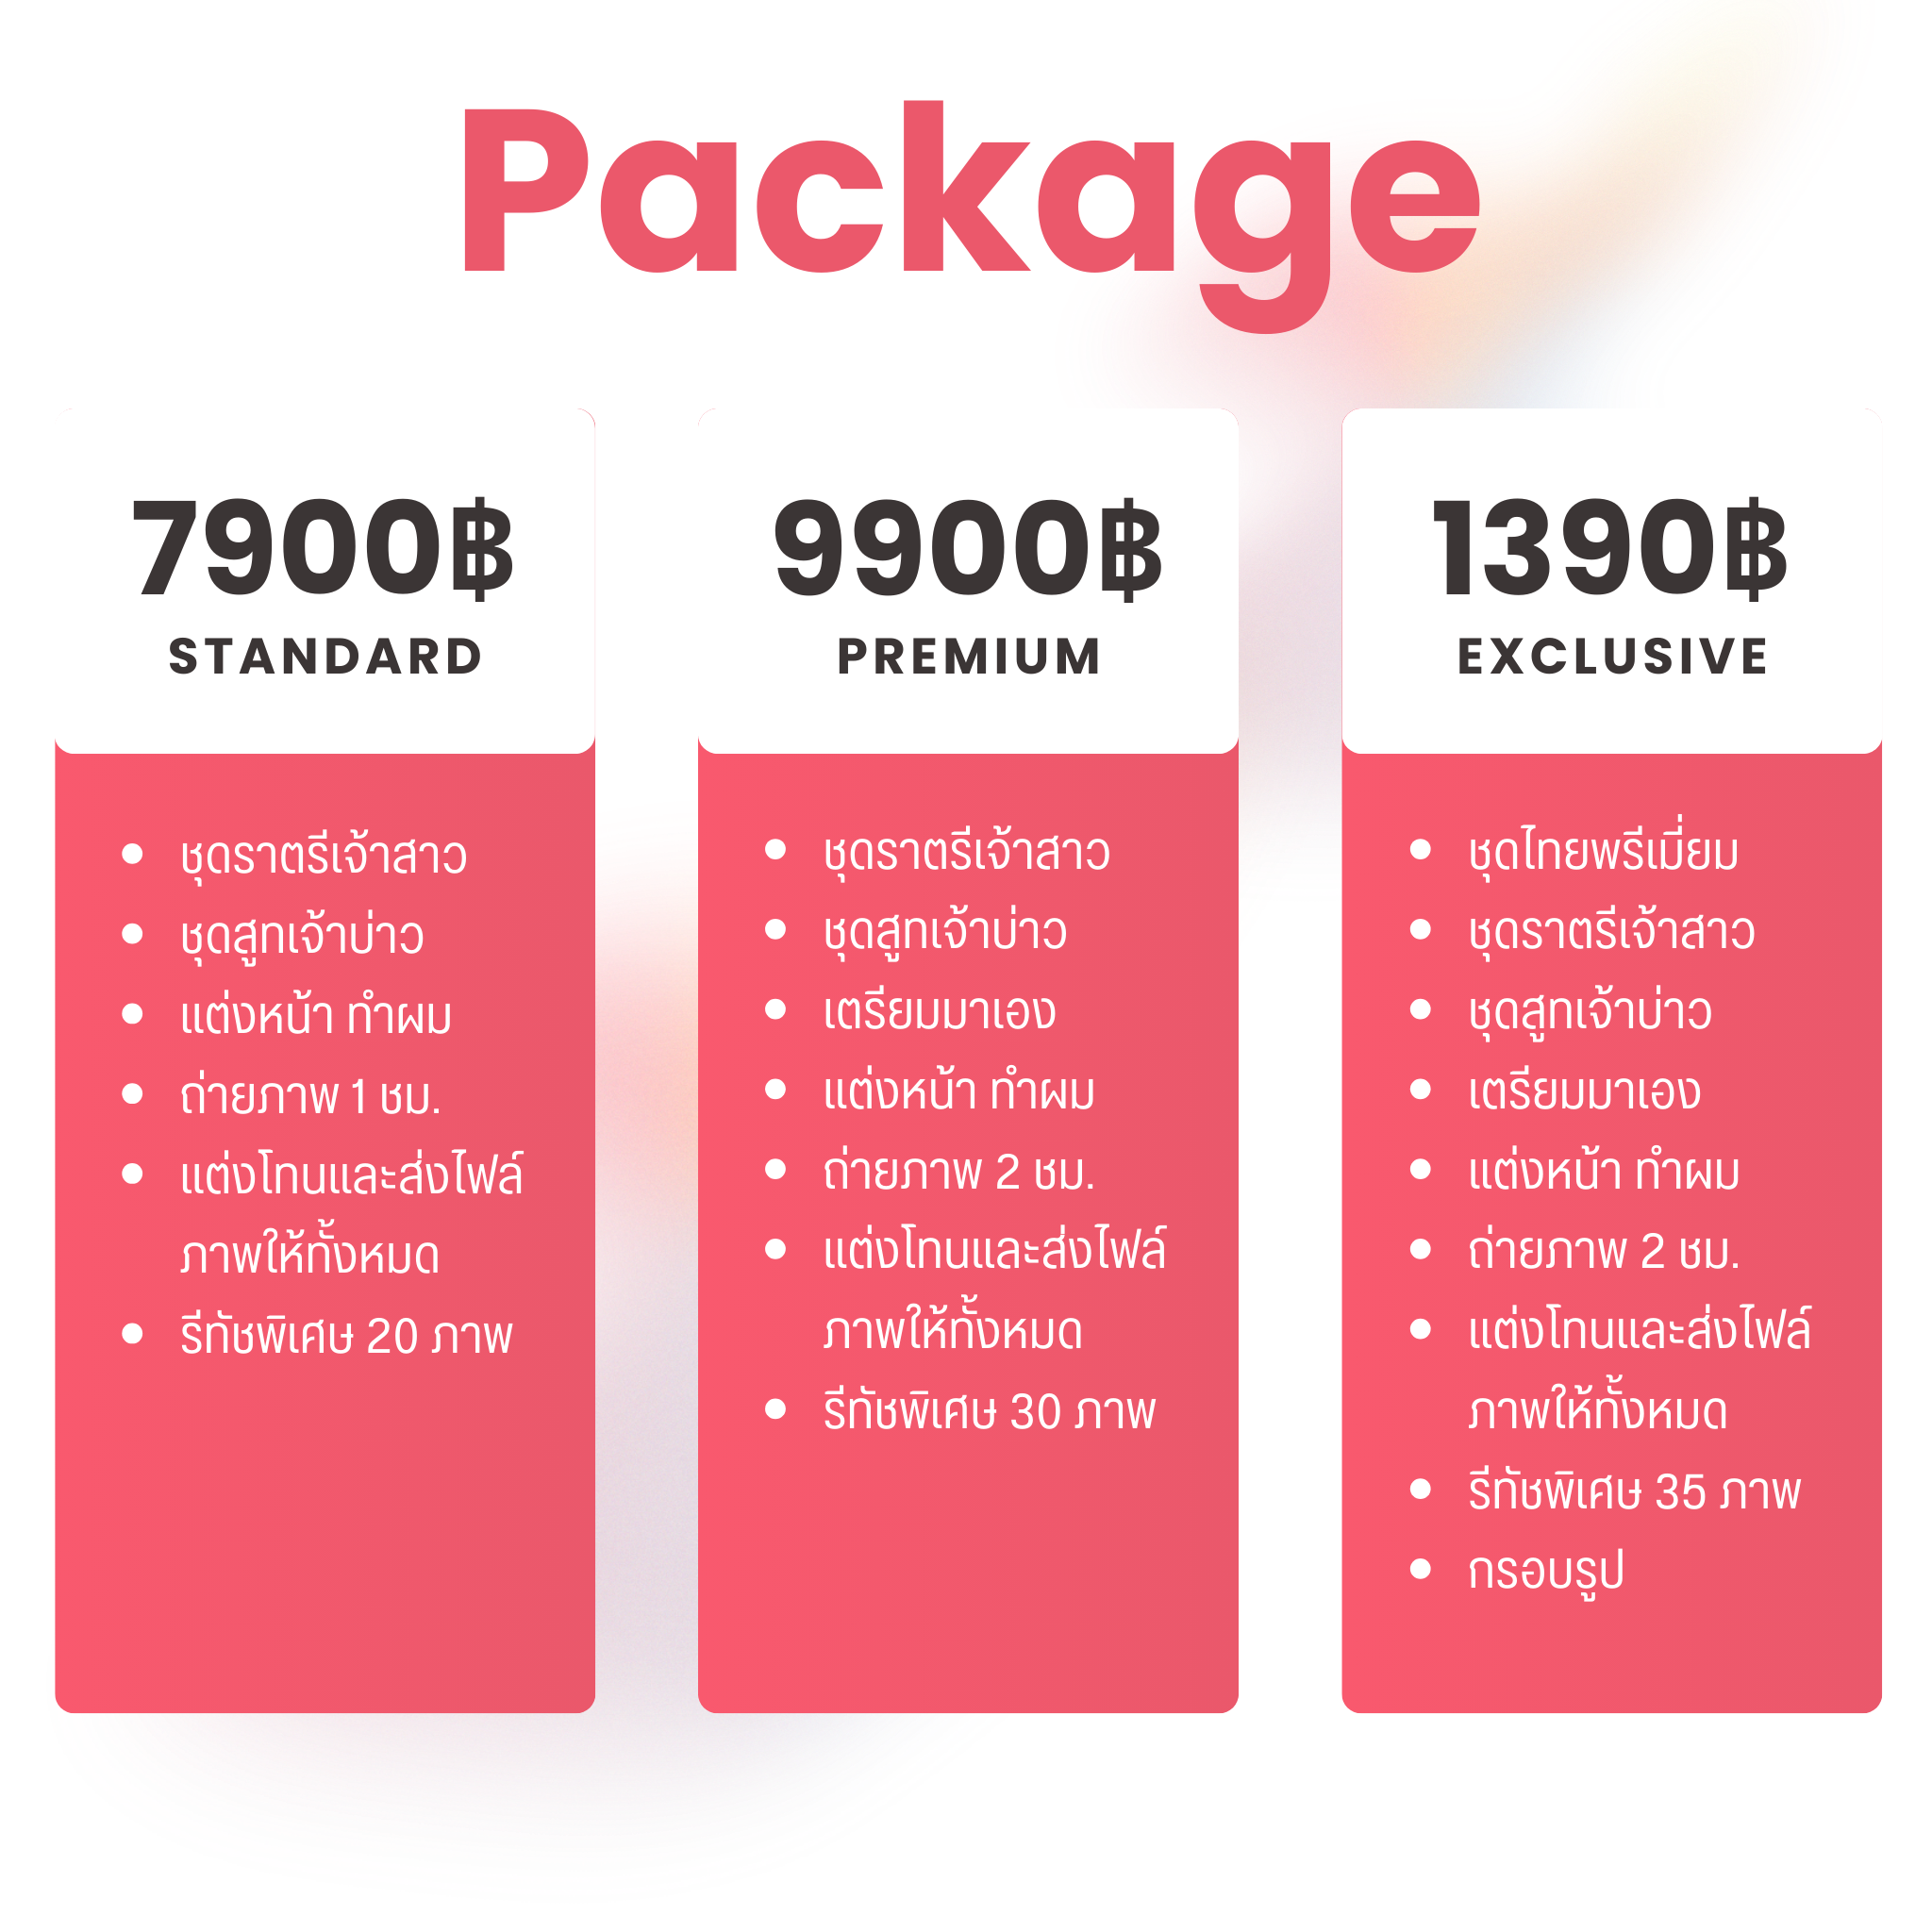 Package
7900฿
STANDARD
• ชุดราตรีเจ้าสาว
• ชุดสูทเจ้าบ่าว
• แต่งหน้า ทำผม
• ถ่ายภาพ 1 ชม.
• แต่งโทนและส่งไฟล์
ภาพให้ทั้งหมด
• รีทัชพิเศษ 20 ภาพ
9900฿
PREMIUM
• ชุดราตรีเจ้าสาว
• ชุดสูทเจ้าบ่าว
• เตรียมมาเอง
• แต่งหน้า ทำผม
• ถ่ายภาพ 2 ชม.
• แต่งโทนและส่งไฟล์
ภาพให้ทั้งหมด
• รีทัชพิเศษ 30 ภาพ
1390฿
EXCLUSIVE
• ชุดไทยพรีเมี่ยม
• ชุดราตรีเจ้าสาว
• ชุดสูทเจ้าบ่าว
• เตรียมมาเอง
• แต่งหน้า ทำผม
• ถ่ายภาพ 2 ชม.
• แต่งโทนและส่งไฟล์
ภาพให้ทั้งหมด
• รีทัชพิเศษ 35 ภาพ
• กรอบรูป